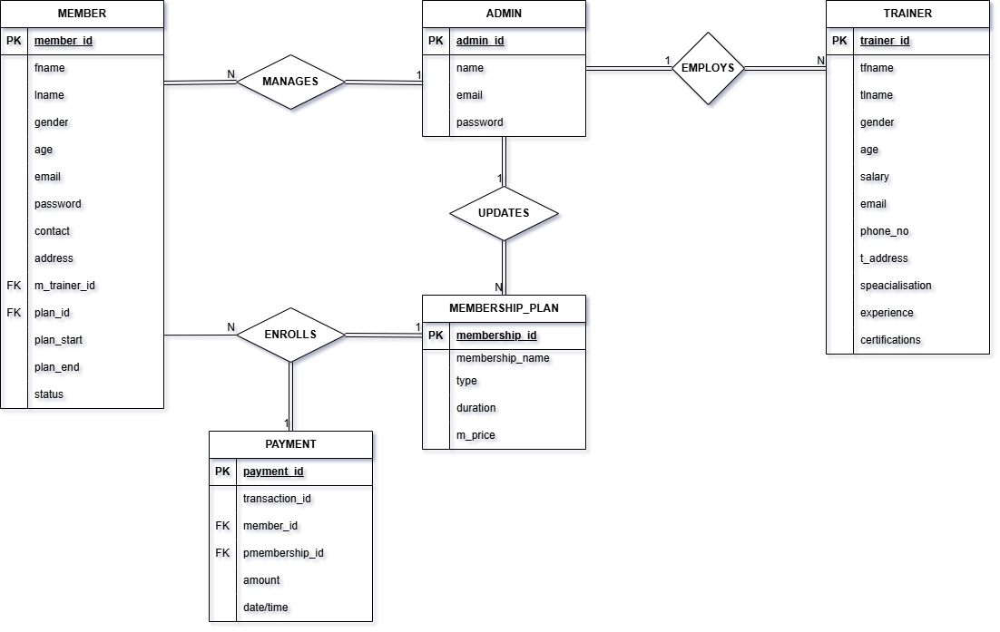 MEMBER
PK member_id
fname
lname
gender
age
email
password
contact
address
FK m_trainer_id
FK plan_id
plan_start
plan_end
status
N MANAGES 1
ADMIN
PK admin_id
name
email
password
1 EMPLOYS N
TRAINER
PK trainer_id
tfname
tlname
gender
age
salary
email
phone_no
t_address
speacialisation
experience
certifications
1
UPDATES
N
N ENROLLS 1
1
MEMBERSHIP_PLAN
PK membership_id
membership_name
type
duration
m_price
PAYMENT
PK payment_id
transaction_id
FK member_id
FK pmembership_id
amount
date/time